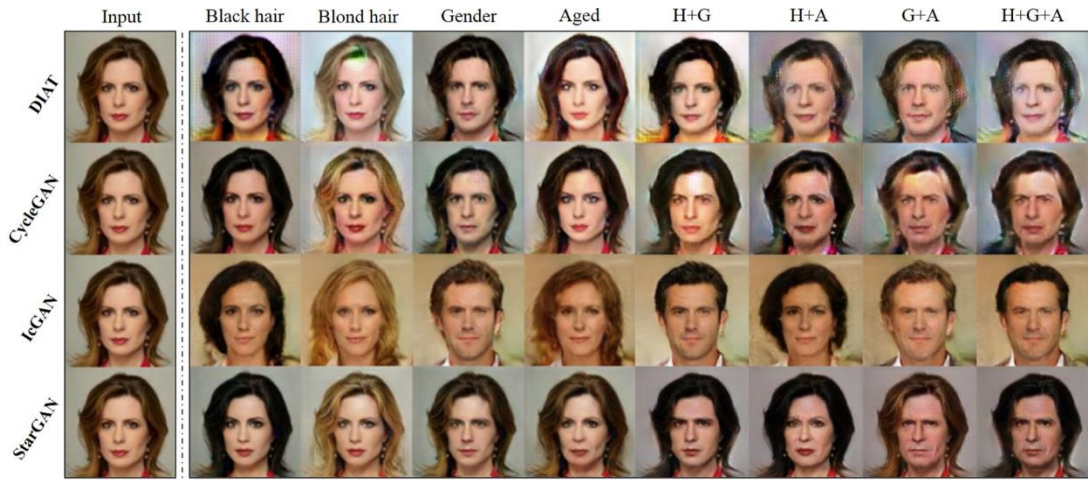 Input Black hair Blond hair Gender Aged H+G H+A G+A H+G+A
DIAT
CycleGAN
IcGAN
StarGAN